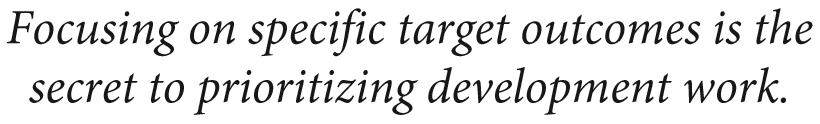 Focusing on specific target outcomes is the
secret to prioritizing development work.